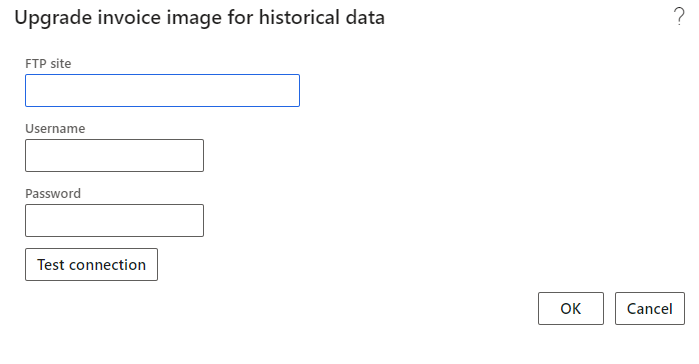 Upgrade invoice image for historical data
?
FTP site
Username
Password
Test connection
OK
Cancel